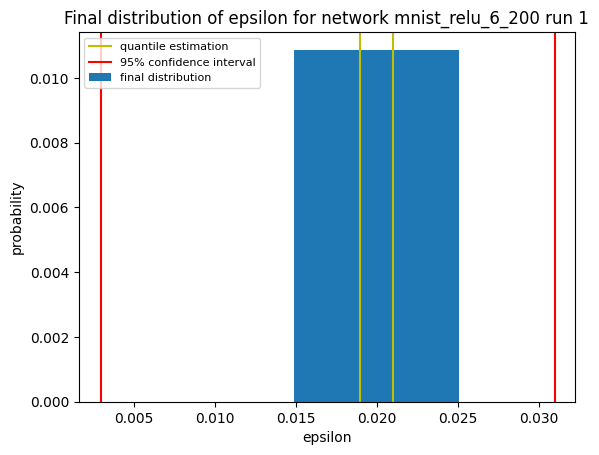 Final distribution of epsilon for network mnist_relu_6_200 run 1
quantile estimation
95% confidence interval
final distribution
0.010
0.008
0.006
0.004
0.002
0.000
probability
0.005 0.010 0.015 0.020 0.025 0.030
epsilon